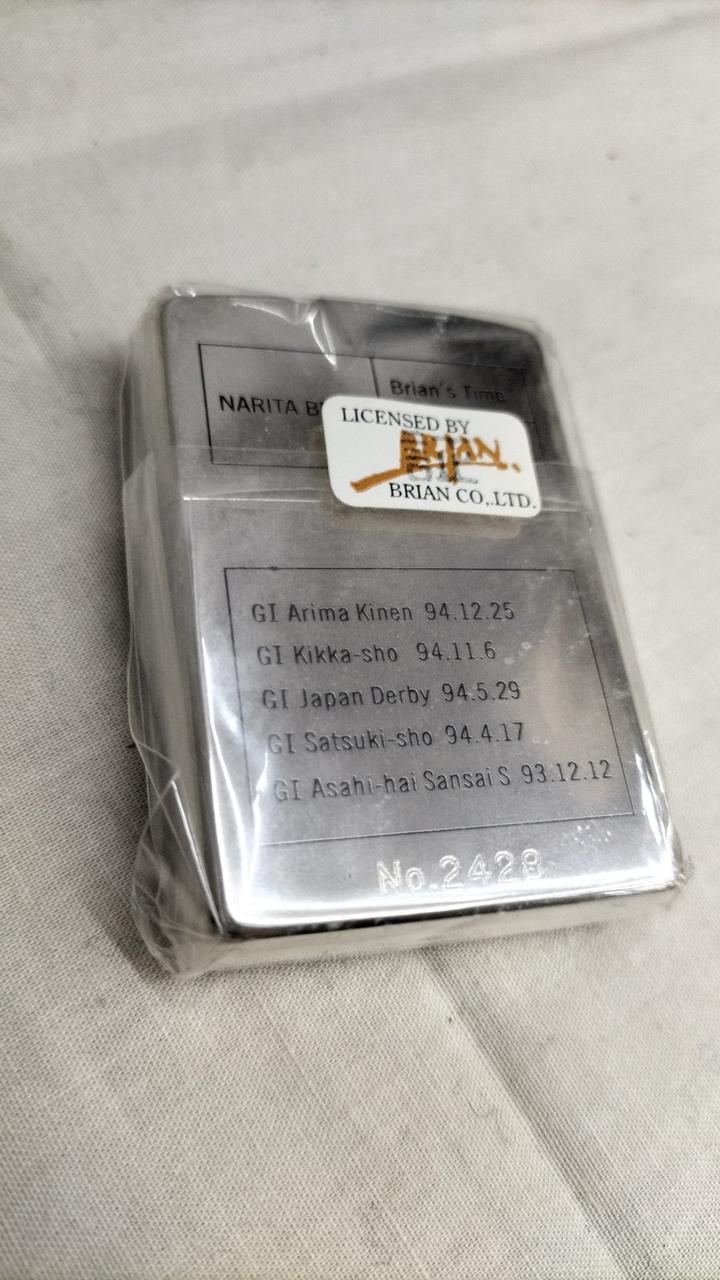 NARITA B
Brian's Time
LICENSED BY
BRIAN.
BRIAN CO,.LTD.
GI Arima Kinen 94.12.25
GI Kikka-sho 94.11.6
GI Japan Derby 94.5.29
GI Satsuki-sho 94.4.17
GI Asahi-hai Sansai S 93.12.12
No.2428